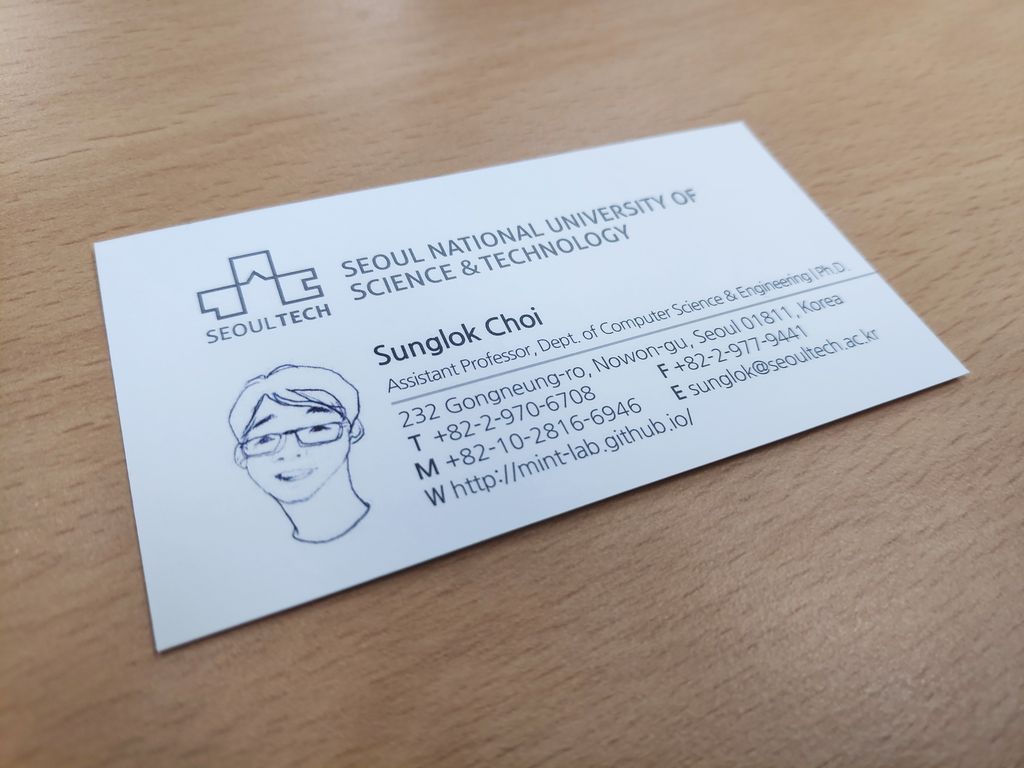 SEOUL NATIONAL UNIVERSITY OF
SCIENCE & TECHNOLOGY
SEOULTECH
Sunglok Choi
Assistant Professor, Dept. of Computer Science & Engineering | Ph.D.
232 Gongneung-ro, Nowon-gu, Seoul 01811, Korea
T +82-2-970-6708 F +82-2-977-9441
M +82-10-2816-6946 E sunglok@seoultech.ac.kr
W http://mint-lab.github.io/